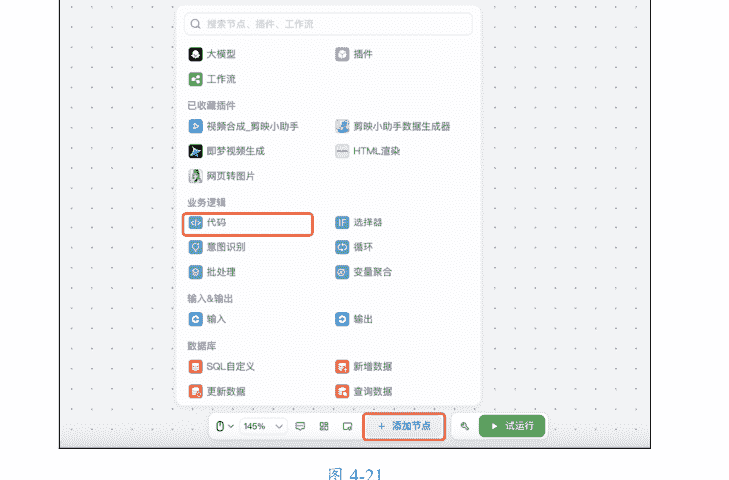 搜索节点、插件、工作流
大模型 插件
工作流
已收藏插件
视频合成_剪映小助手 剪映小助手数据生成器
即梦视频生成 HTML渲染
网页转图片
业务逻辑
代码 IF 选择器
意图识别 循环
批处理 变量聚合
输入&输出
输入 输出
数据库
SQL自定义 新增数据
更新数据 查询数据
145% + 添加节点 试运行
图 4-21